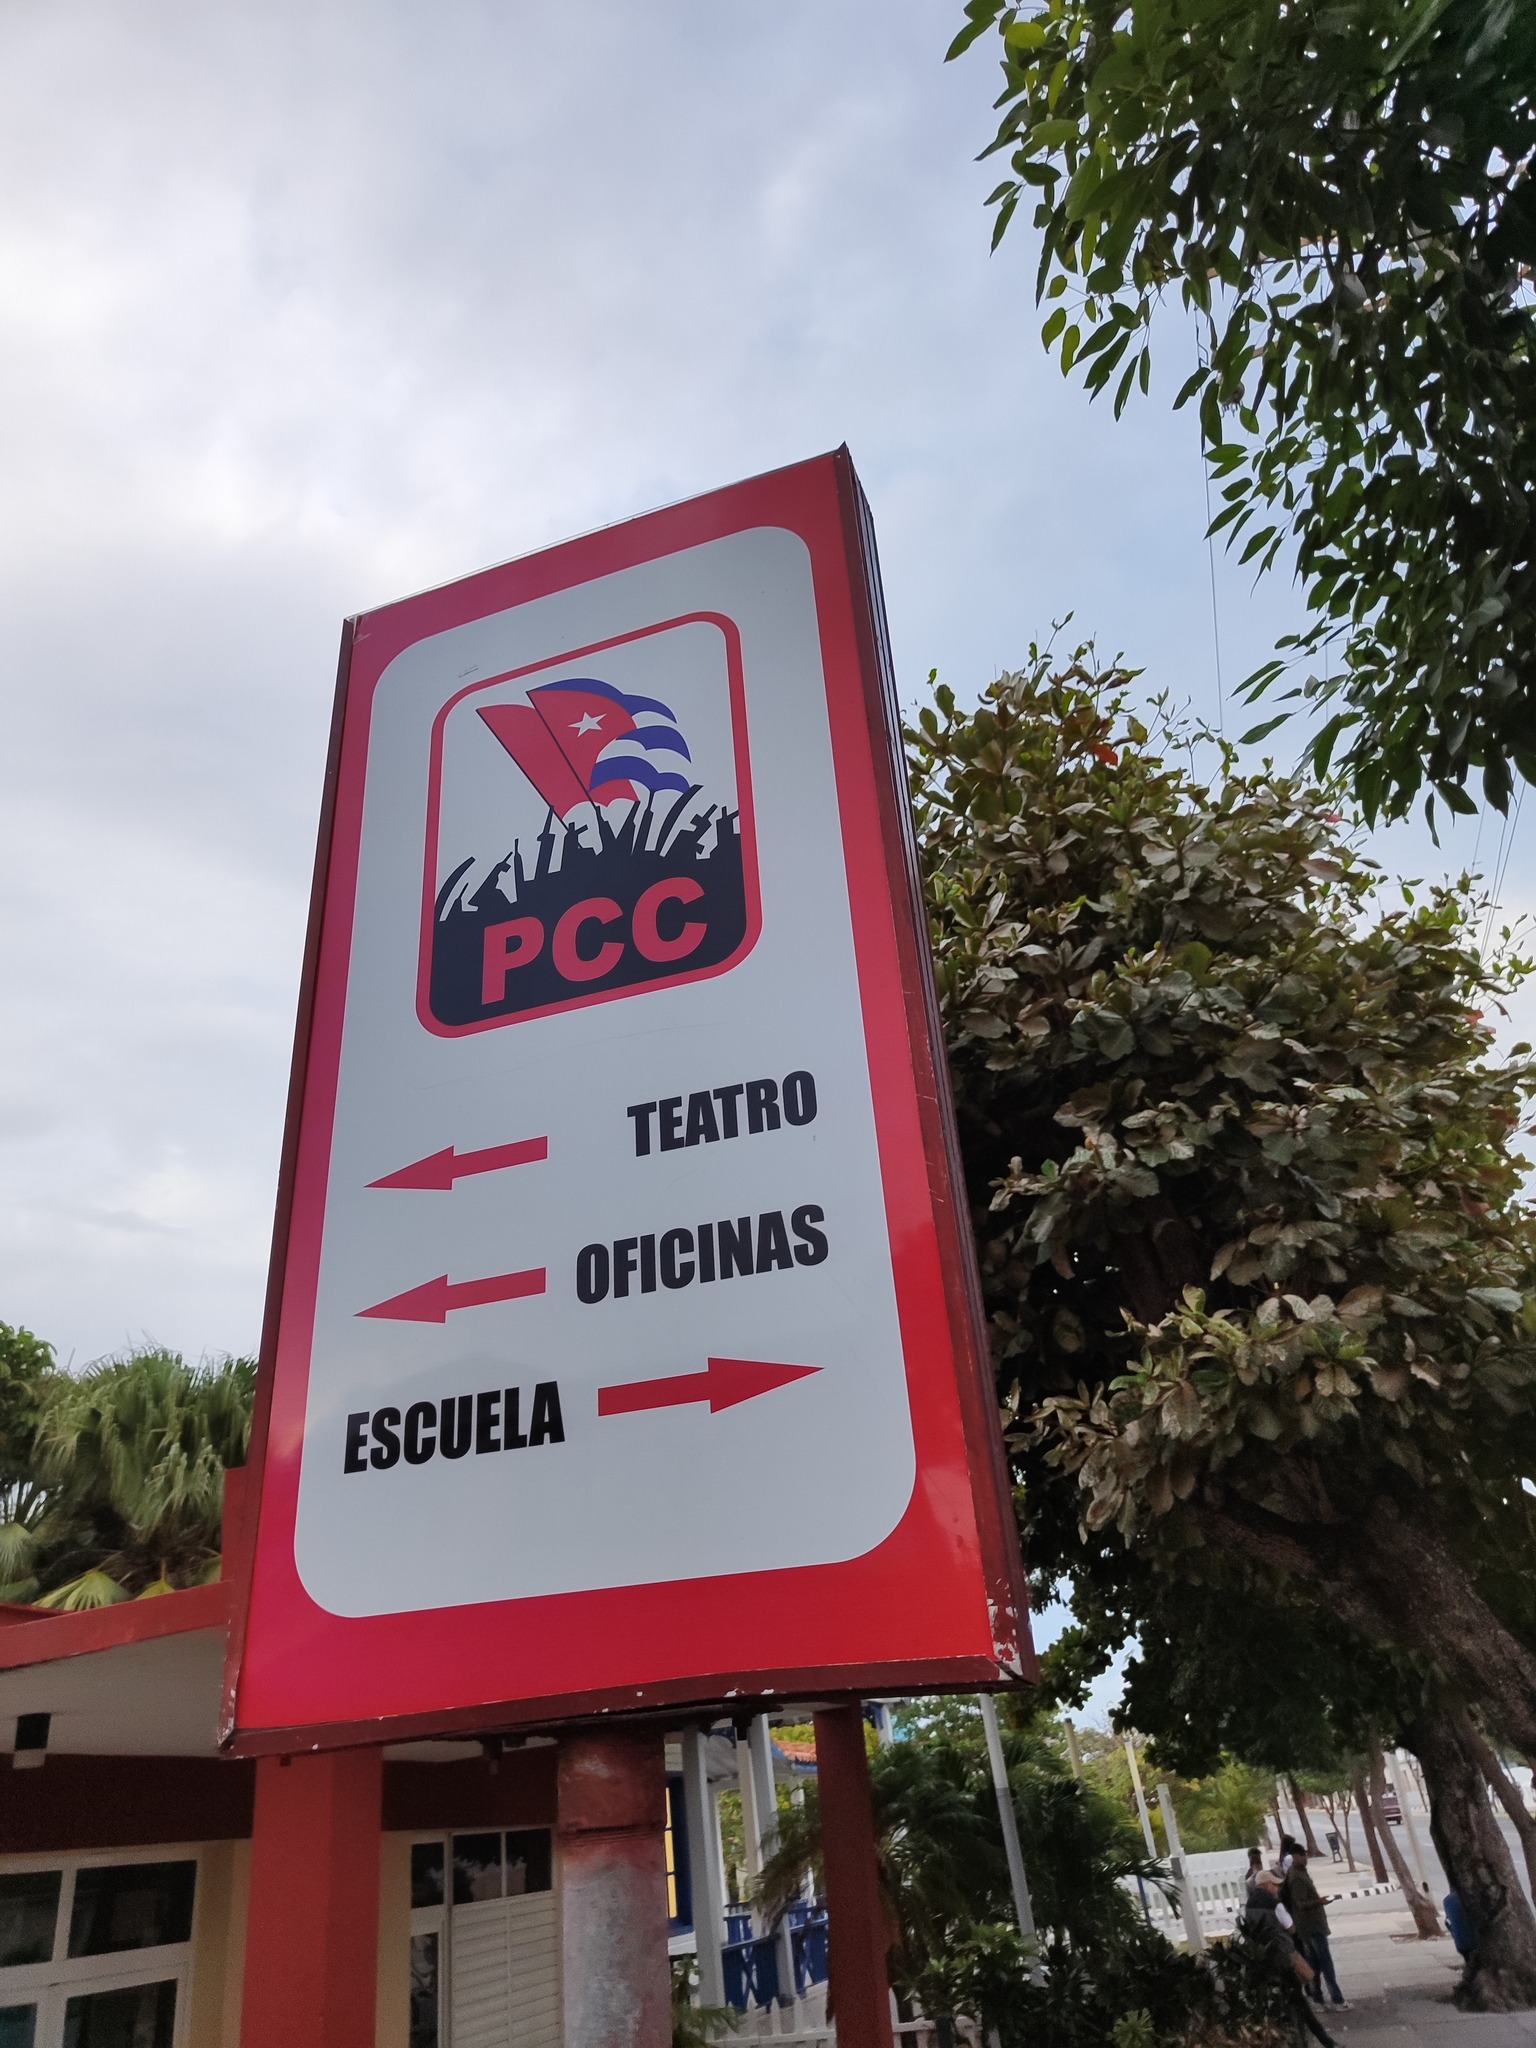 PCC
TEATRO
OFICINAS
ESCUELA